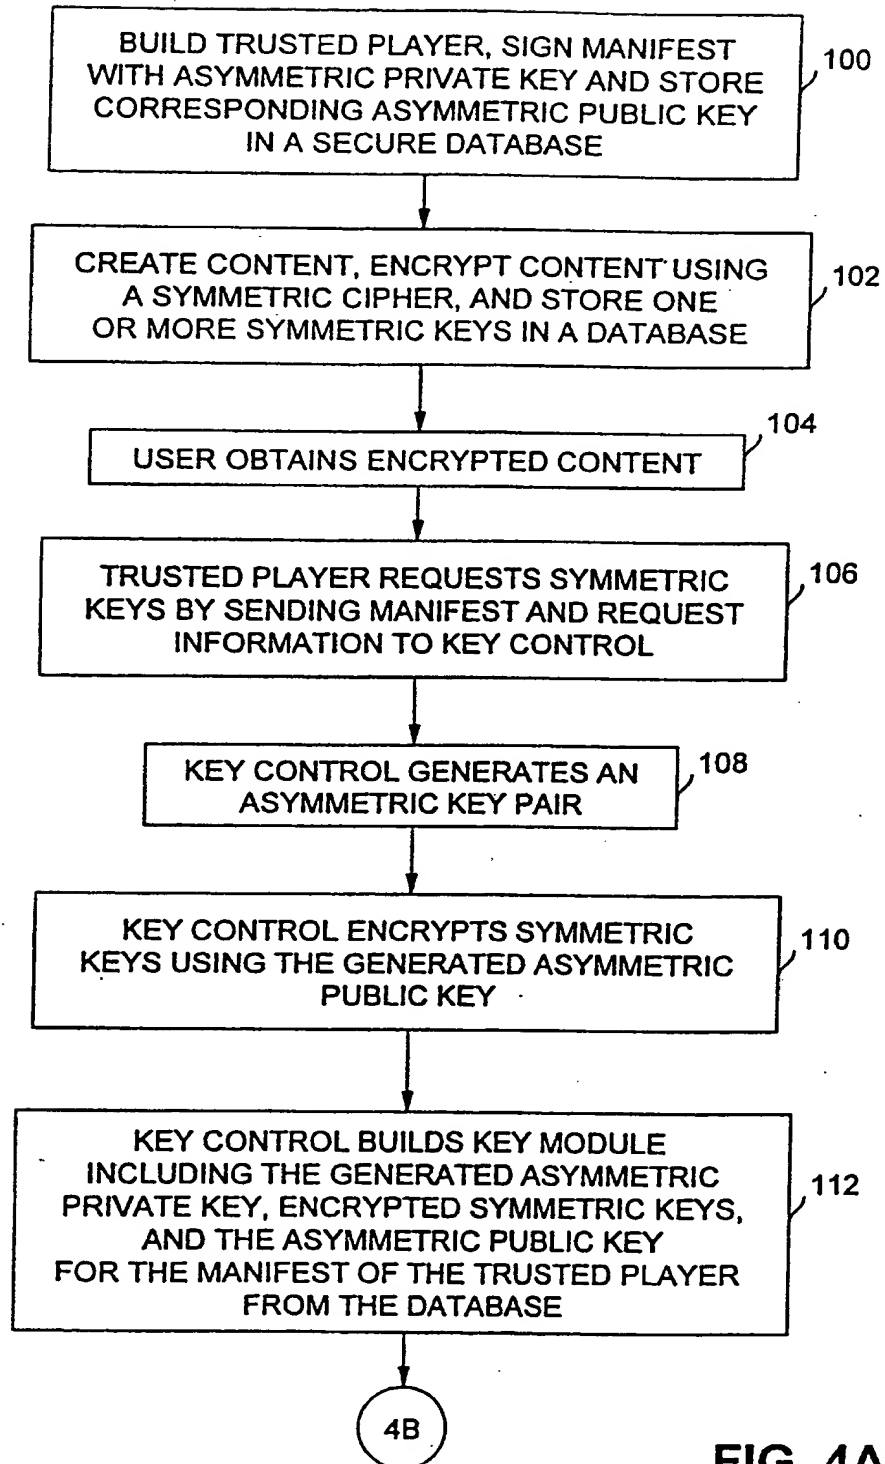 BUILD TRUSTED PLAYER, SIGN MANIFEST
WITH ASYMMETRIC PRIVATE KEY AND STORE
CORRESPONDING ASYMMETRIC PUBLIC KEY
IN A SECURE DATABASE
100
CREATE CONTENT, ENCRYPT CONTENT USING
A SYMMETRIC CIPHER, AND STORE ONE
OR MORE SYMMETRIC KEYS IN A DATABASE
102
USER OBTAINS ENCRYPTED CONTENT
104
TRUSTED PLAYER REQUESTS SYMMETRIC
KEYS BY SENDING MANIFEST AND REQUEST
INFORMATION TO KEY CONTROL
106
KEY CONTROL GENERATES AN
ASYMMETRIC KEY PAIR
108
KEY CONTROL ENCRYPTS SYMMETRIC
KEYS USING THE GENERATED ASYMMETRIC
PUBLIC KEY
110
KEY CONTROL BUILDS KEY MODULE
INCLUDING THE GENERATED ASYMMETRIC
PRIVATE KEY, ENCRYPTED SYMMETRIC KEYS,
AND THE ASYMMETRIC PUBLIC KEY
FOR THE MANIFEST OF THE TRUSTED PLAYER
FROM THE DATABASE
112
4B
FIG. 4A